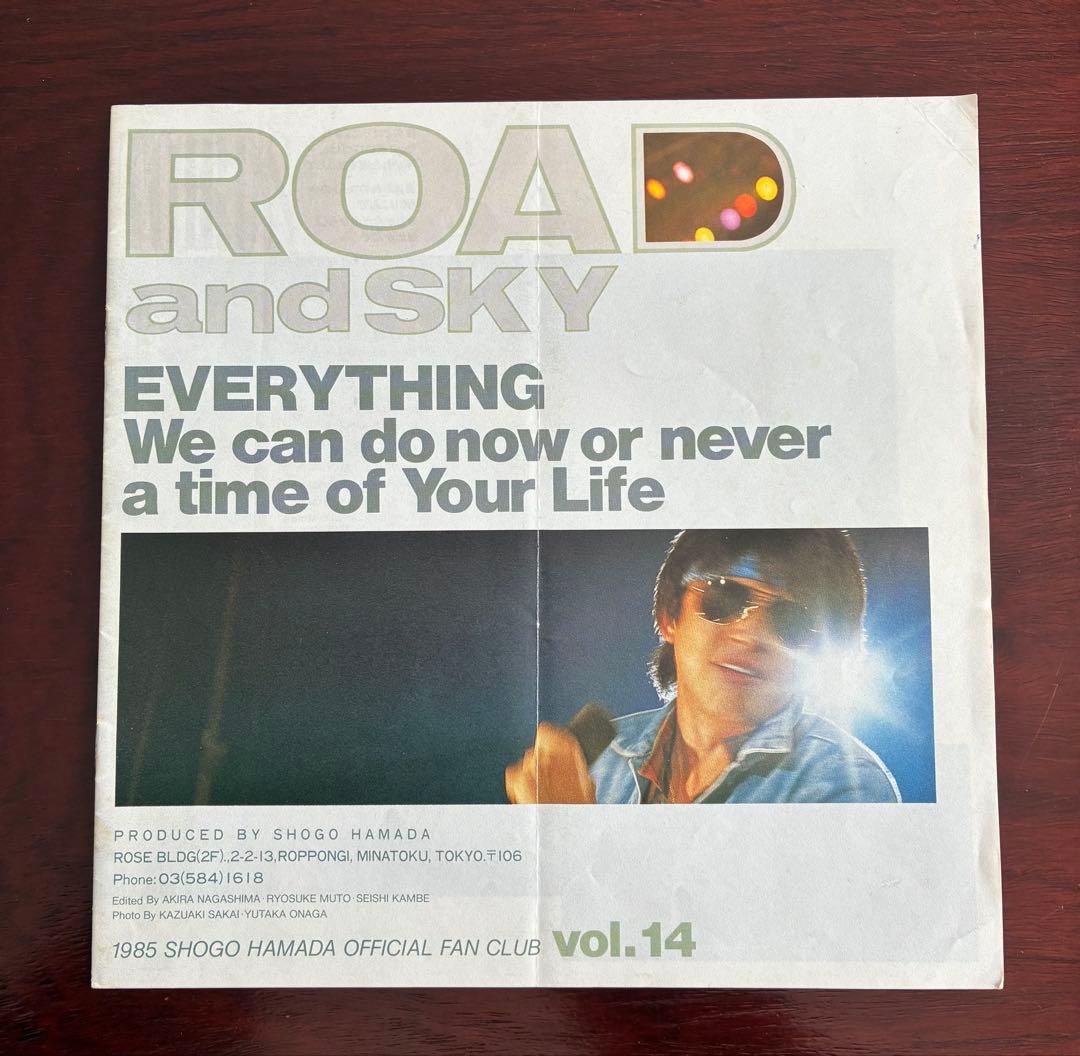 ROAD
and SKY
EVERYTHING
We can do now or never
a time of Your Life
PRODUCED BY SHOGO HAMADA
ROSE BLDG(2F).,2-2-13,ROPPONGI, MINATOKU, TOKYO.〒106
Phone: 03(584)1618
Edited By AKIRA NAGASHIMA · RYOSUKE MUTO · SEISHI KAMBE
Photo By KAZUAKI SAKAI · YUTAKA ONAGA
1985 SHOGO HAMADA OFFICIAL FAN CLUB vol.14